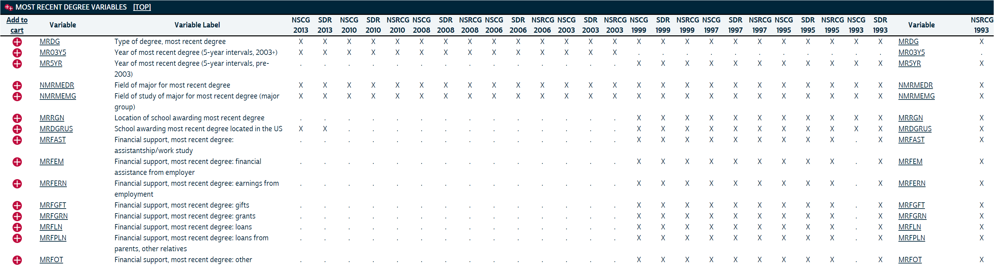 MOST RECENT DEGREE VARIABLES [TOP]
Add to cart Variable Variable Label NSCG 2013 SDR 2013 NSCG 2010 SDR 2010 NSRCG 2010 NSCG 2008 SDR 2008 NSRCG 2008 NSCG 2006 SDR 2006 NSRCG 2006 NSCG 2003 SDR 2003 NSRCG 2003 NSCG 1999 SDR 1999 NSRCG 1999 NSCG 1997 SDR 1997 NSRCG 1997 NSCG 1995 SDR 1995 NSRCG 1995 NSCG 1993 SDR 1993 Variable NSRCG 1993
MRDG Type of degree, most recent degree X X X X X X X X X X X X X X X X X X X X X X X X X MRDG X
MR03Y5 Year of most recent degree (5-year intervals, 2003+) X X X X X X X X X X X X X X . . . . . . . . . . . MR03Y5 .
MR5YR Year of most recent degree (5-year intervals, pre- . . . . . . . . . . . . . . X X X X X X X X X X X MR5YR X
2003)
NMRMEDR Field of major for most recent degree X X X X X X X X X X X X X X X X X X X X X X X X X NMRMEDR X
NMRMEMG Field of study of major for most recent degree (major X X X X X X X X X X X X X X X X X X X X X X X X X NMRMEMG X
group)
MRRGN Location of school awarding most recent degree . . . . . . . . . . . . . . X X X X X X X X X X X MRRGN X
MRDGRUS School awarding most recent degree located in the US X X . . . . . . . . . . . . X X X X X X X X X X X MRDGRUS X
MRFAST Financial support, most recent degree: . . . . . . . . . . . . . . X X X X X X X X X . X MRFAST X
assistantship/work study
MRFEM Financial support, most recent degree: financial . . . . . . . . . . . . . . X X X X X X X X X . X MRFEM X
assistance from employer
MRFERN Financial support, most recent degree: earnings from . . . . . . . . . . . . . . X X X X X X X X X . X MRFERN X
employment
MRFGFT Financial support, most recent degree: gifts . . . . . . . . . . . . . . X X X X X X X X X . X MRFGFT X
MRFGRN Financial support, most recent degree: grants . . . . . . . . . . . . . . X X X X X X X X X . X MRFGRN X
MRFLN Financial support, most recent degree: loans . . . . . . . . . . . . . . X X X X X X X X X . X MRFLN X
MRFPLN Financial support, most recent degree: loans from . . . . . . . . . . . . . . X X X X X X X X X . X MRFPLN X
parents, other relatives
MRFOT Financial support, most recent degree: other . . . . . . . . . . . . . . X X X X X X X X X . X MRFOT X